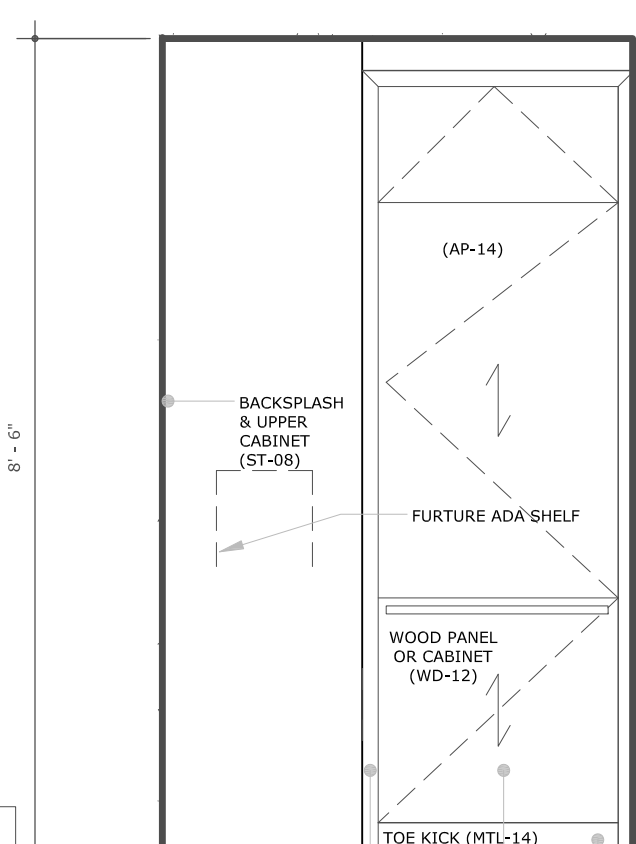 (AP-14)
8' - 6"
BACKSPLASH
& UPPER
CABINET
(ST-08)
FURTURE ADA SHELF
WOOD PANEL
OR CABINET
(WD-12)
TOE KICK (MTL-14)